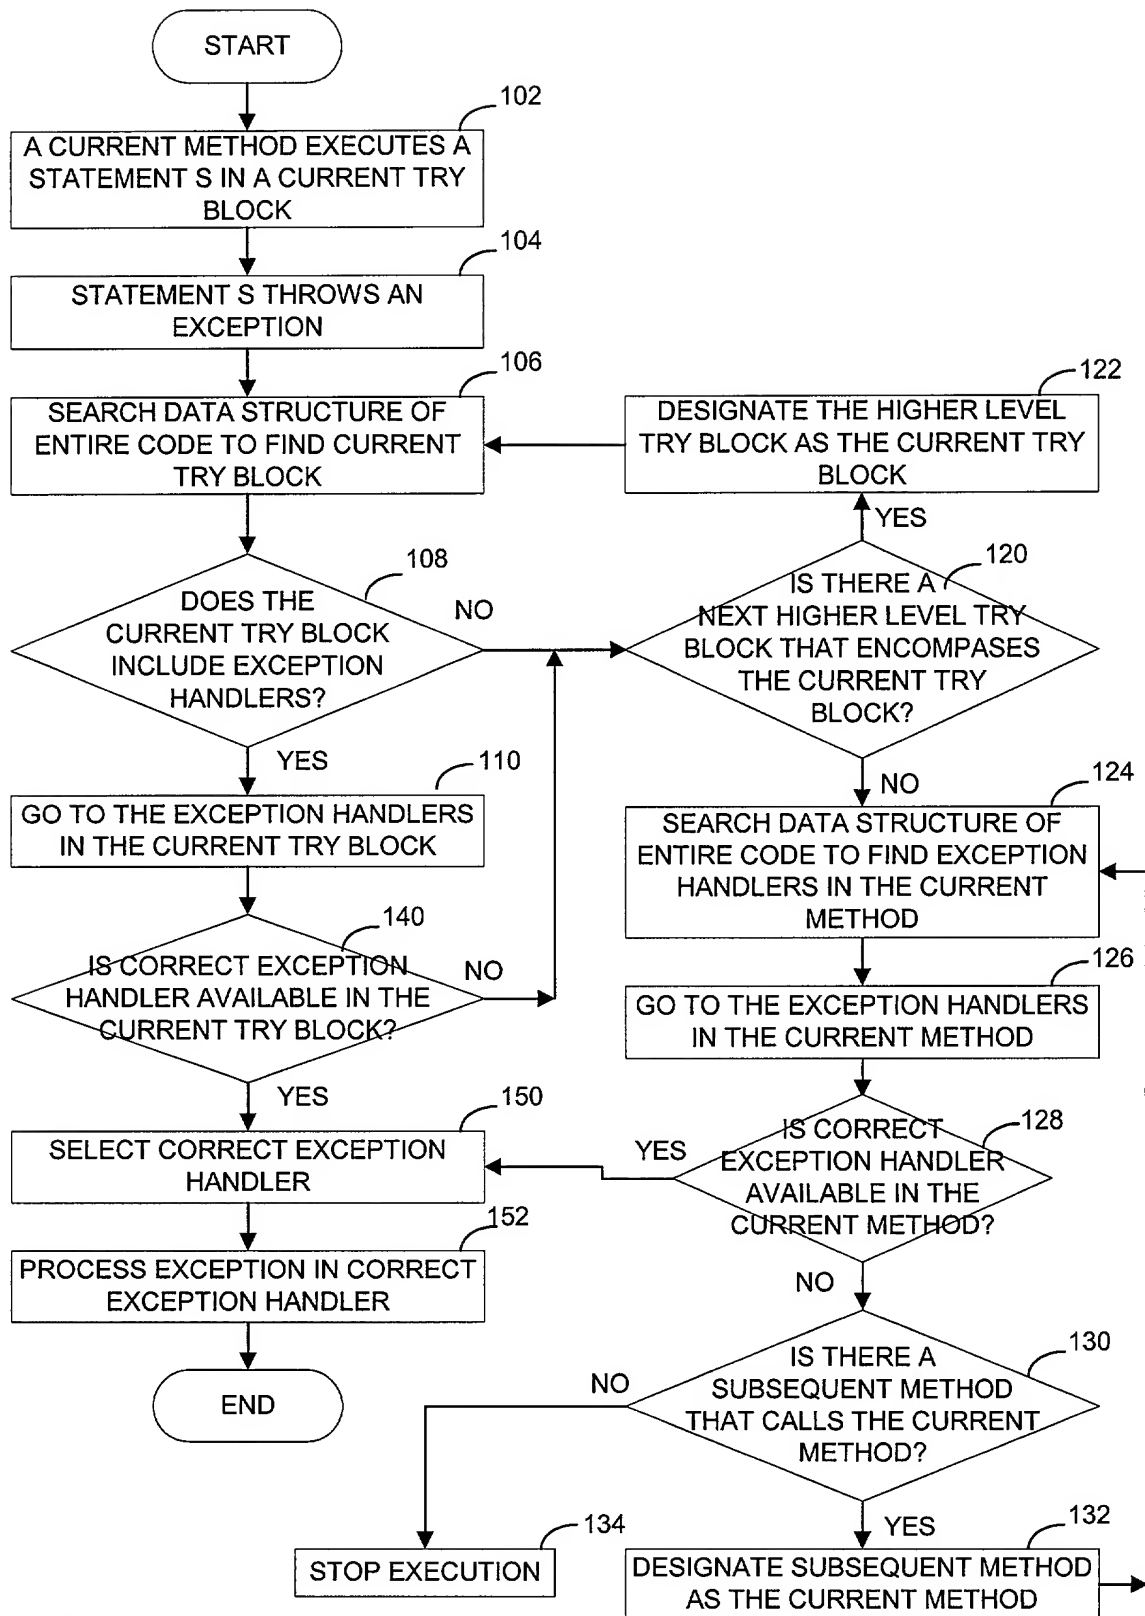 START
102
A CURRENT METHOD EXECUTES A
STATEMENT S IN A CURRENT TRY
BLOCK
104
STATEMENT S THROWS AN
EXCEPTION
106
SEARCH DATA STRUCTURE OF
ENTIRE CODE TO FIND CURRENT
TRY BLOCK
122
DESIGNATE THE HIGHER LEVEL
TRY BLOCK AS THE CURRENT TRY
BLOCK
YES
108
DOES THE
CURRENT TRY BLOCK
INCLUDE EXCEPTION
HANDLERS?
NO
120
IS THERE A
NEXT HIGHER LEVEL TRY
BLOCK THAT ENCOMPASES
THE CURRENT TRY
BLOCK?
YES
110
GO TO THE EXCEPTION HANDLERS
IN THE CURRENT TRY BLOCK
NO
124
SEARCH DATA STRUCTURE OF
ENTIRE CODE TO FIND EXCEPTION
HANDLERS IN THE CURRENT
METHOD
140
IS CORRECT EXCEPTION
HANDLER AVAILABLE IN THE
CURRENT TRY BLOCK?
NO
126
GO TO THE EXCEPTION HANDLERS
IN THE CURRENT METHOD
YES
150
SELECT CORRECT EXCEPTION
HANDLER
YES
128
IS CORRECT
EXCEPTION HANDLER
AVAILABLE IN THE
CURRENT METHOD?
152
PROCESS EXCEPTION IN CORRECT
EXCEPTION HANDLER
NO
END
130
IS THERE A
SUBSEQUENT METHOD
THAT CALLS THE CURRENT
METHOD?
NO
134
STOP EXECUTION
YES
132
DESIGNATE SUBSEQUENT METHOD
AS THE CURRENT METHOD